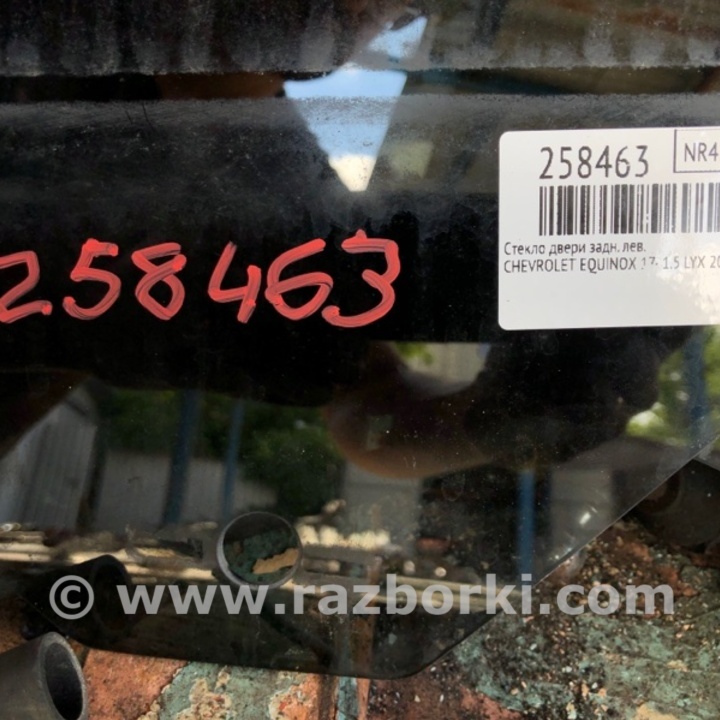 258463
NR4
Стекло двери задн. лев.
CHEVROLET EQUINOX 17- 1.5 LYX 20
258463
© www.razborki.com